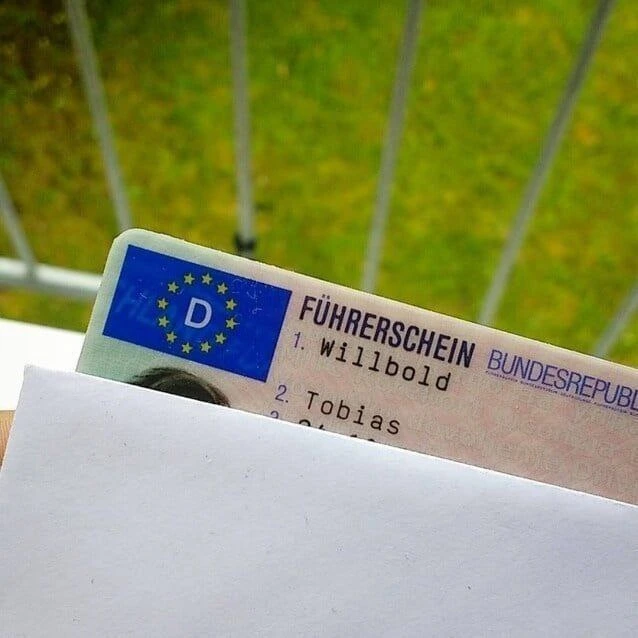 D
FÜHRERSCHEIN BUNDESREPUBL
1. Willbold
2. Tobias